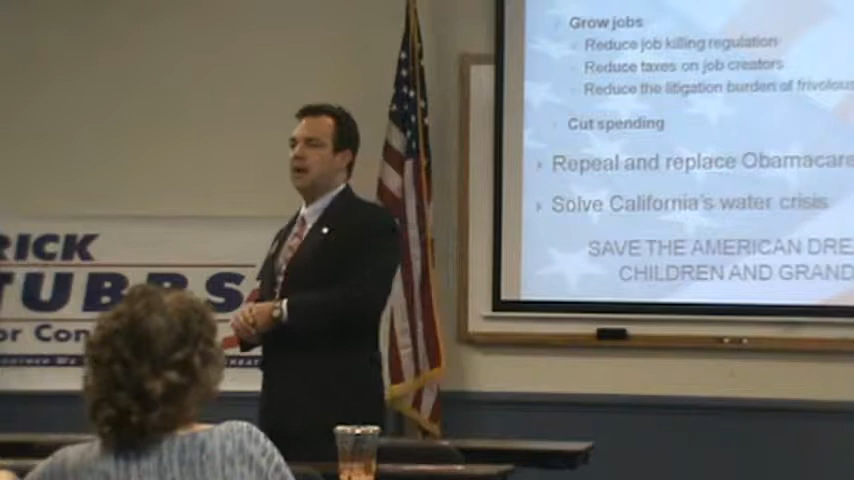 Grow jobs
Reduce job killing regulation
Reduce taxes on job creators
Reduce the litigation burden of frivolous
Cut spending
Repeal and replace Obamacare
Solve California's water crisis
SAVE THE AMERICAN DRE
CHILDREN AND GRAND
RICK
TUBBS
or Con